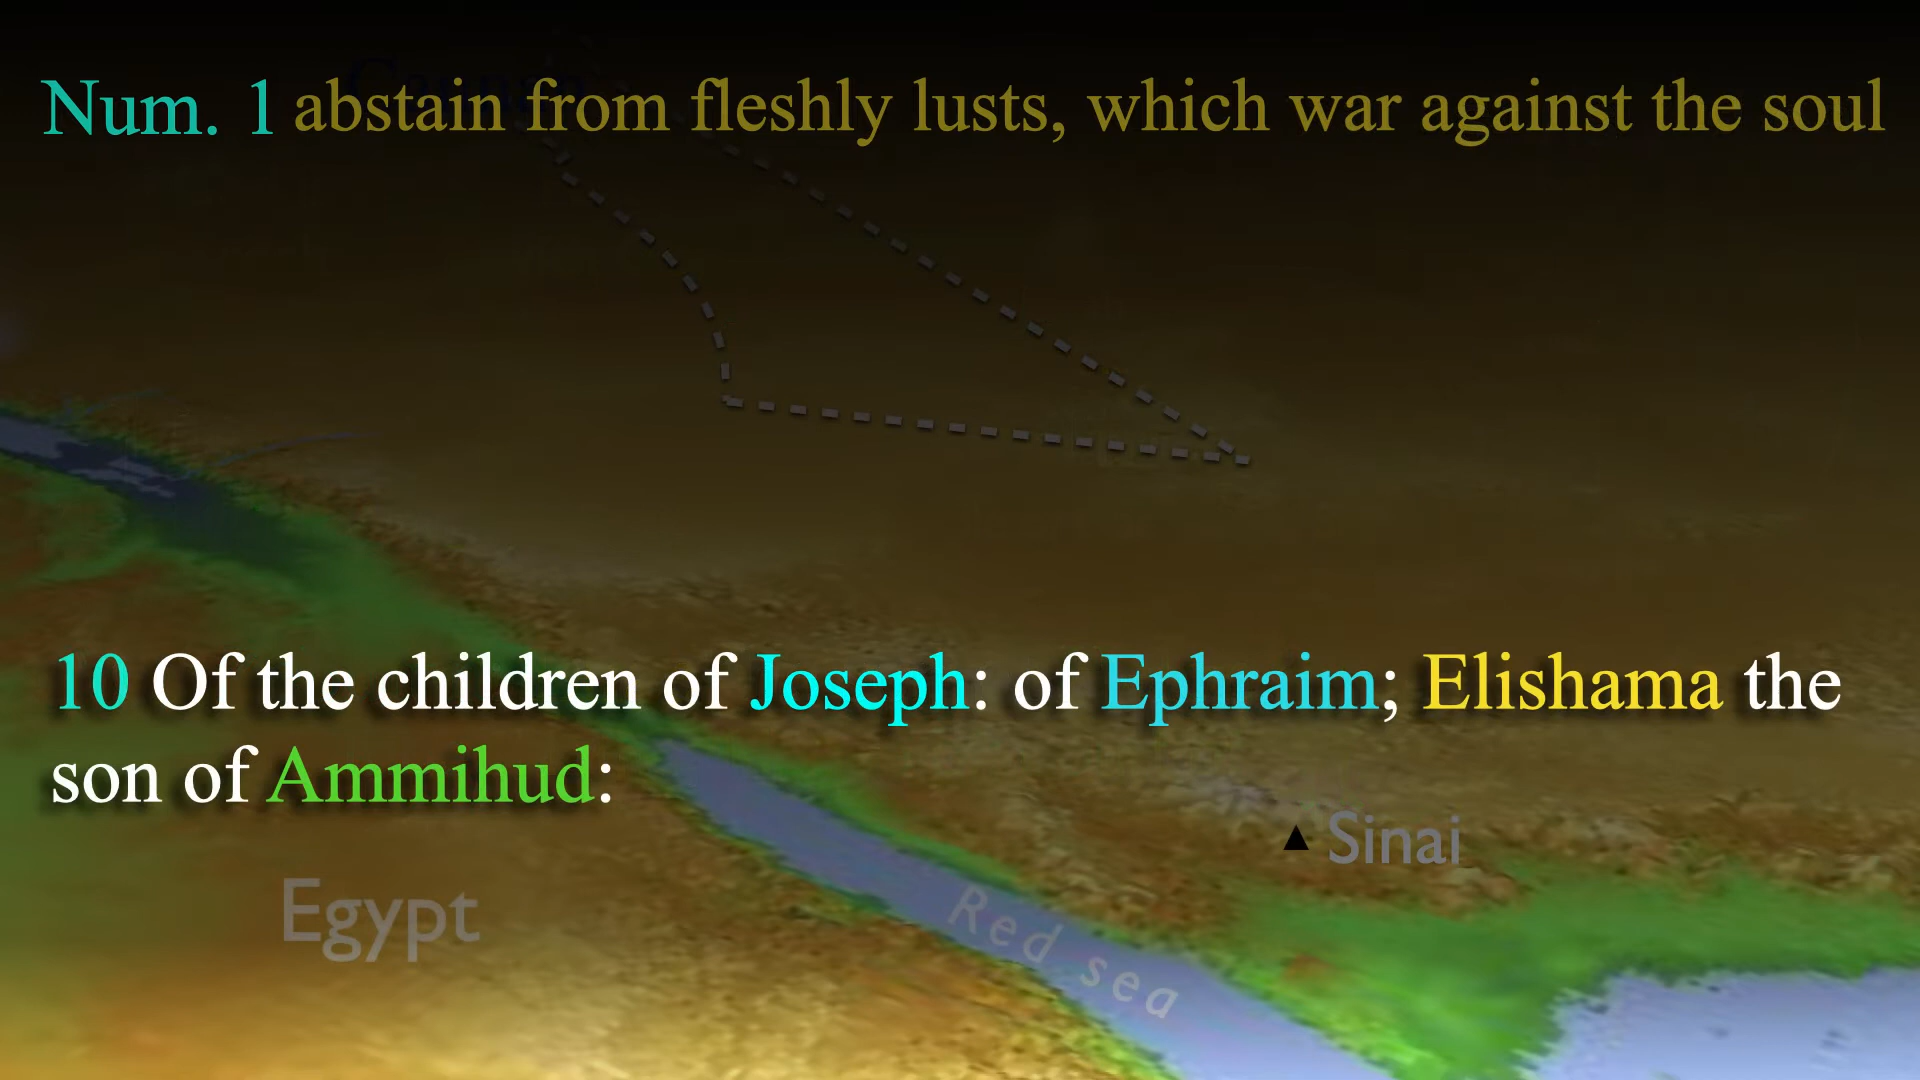 Num. 1 abstain from fleshly lusts, which war against the soul
10 Of the children of Joseph: of Ephraim; Elishama the
son of Ammihud:
Sinai
Egypt
Red sea